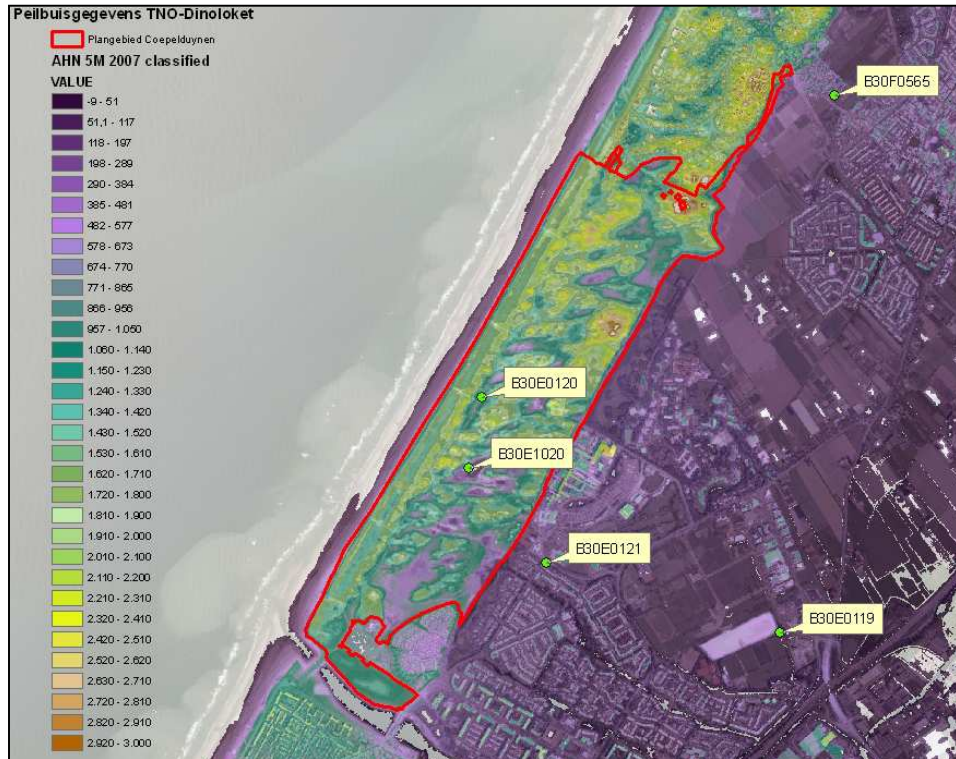 Peilbuisgegevens TNO-Dinoloket
Plangebied Coepelduynen
AHN 5M 2007 classified
VALUE
-9 - 51
51,1 - 117
118 - 197
198 - 289
290 - 384
385 - 481
482 - 577
578 - 673
674 - 770
771 - 865
866 - 956
957 - 1.050
1.060 - 1.140
1.150 - 1.230
1.240 - 1.330
1.340 - 1.420
1.430 - 1.520
1.530 - 1.610
1.620 - 1.710
1.720 - 1.800
1.810 - 1.900
1.910 - 2.000
2.010 - 2.100
2.110 - 2.200
2.210 - 2.310
2.320 - 2.410
2.420 - 2.510
2.520 - 2.620
2.630 - 2.710
2.720 - 2.810
2.820 - 2.910
2.920 - 3.000
B30F0565
B30E0120
B30E1020
B30E0121
B30E0119